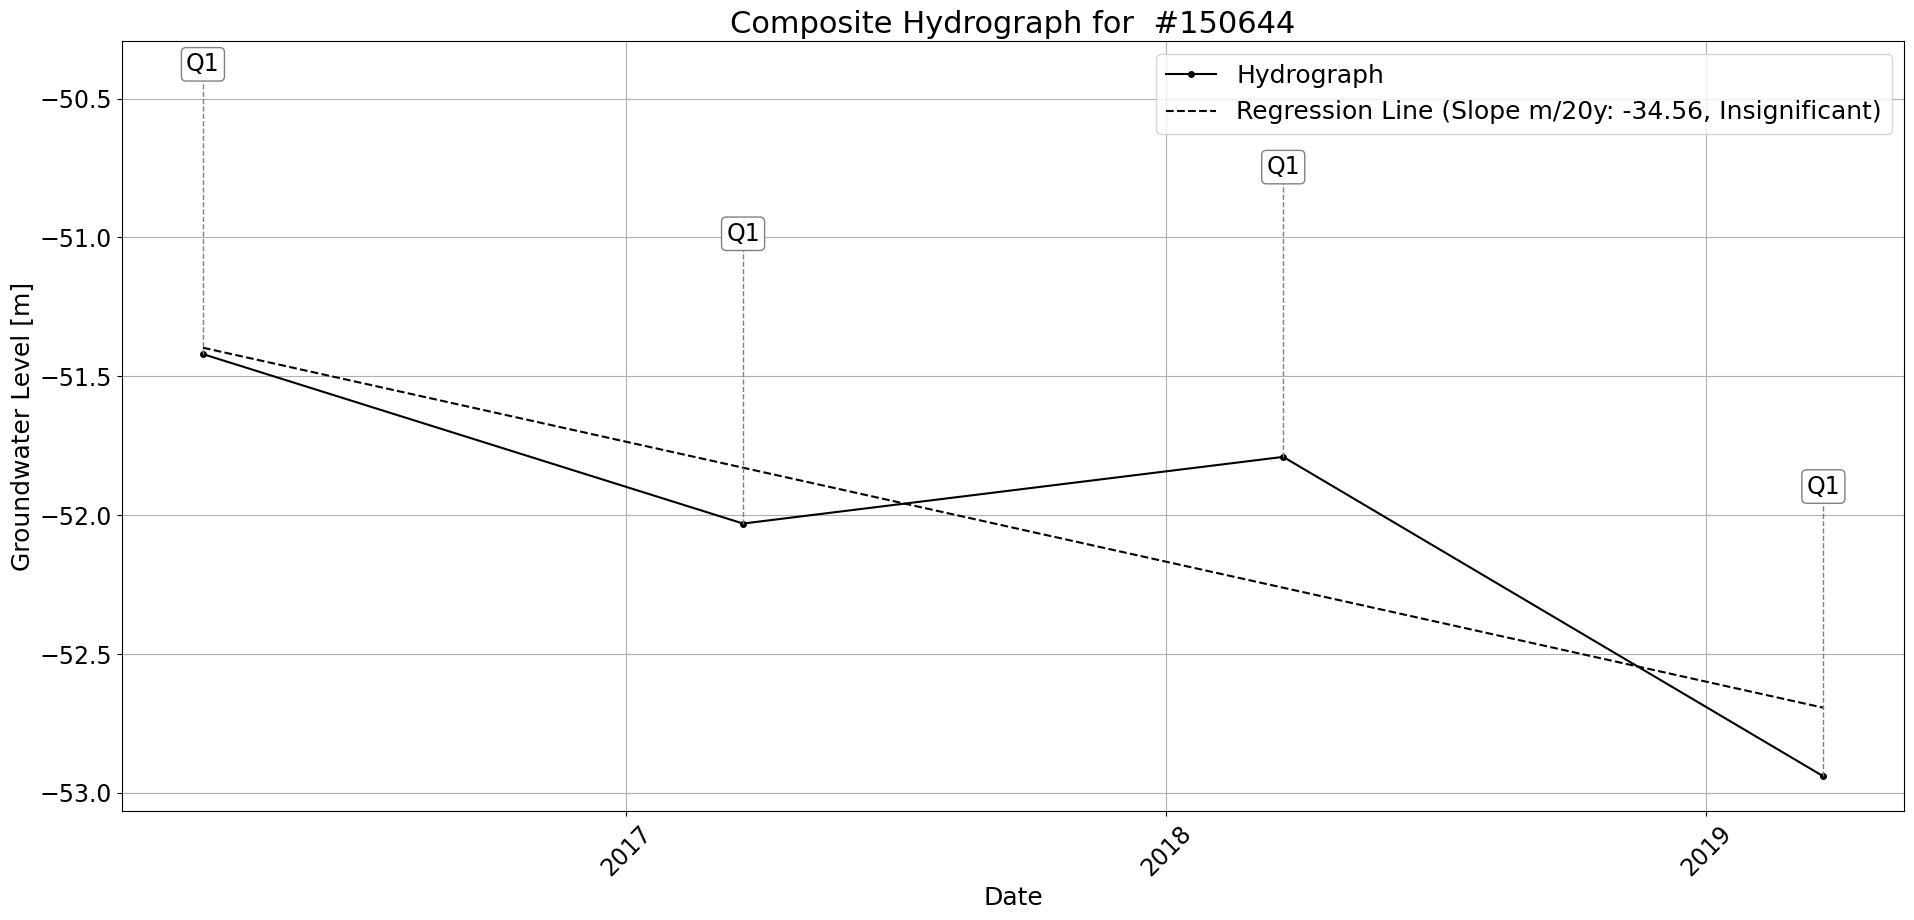 Composite Hydrograph for  #150644
Hydrograph
Regression Line (Slope m/20y: -34.56, Insignificant)
Q1
Q1
Q1
Q1
Groundwater Level [m]
−50.5
−51.0
−51.5
−52.0
−52.5
−53.0
2017
2018
2019
Date